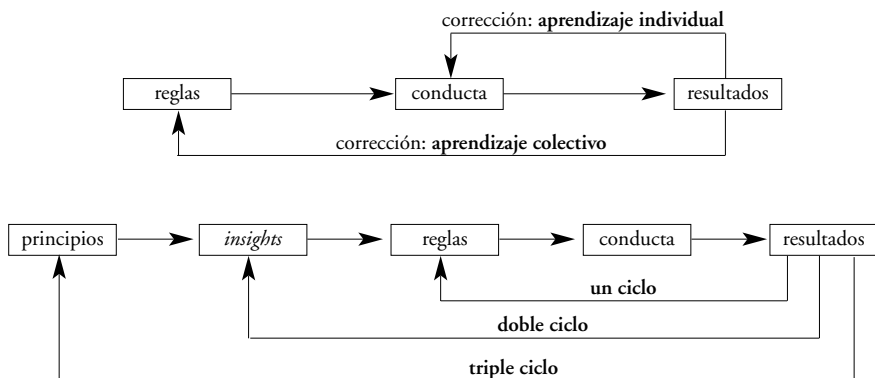 corrección: aprendizaje individual
reglas conducta resultados
corrección: aprendizaje colectivo
principios insights reglas conducta resultados
un ciclo
doble ciclo
triple ciclo